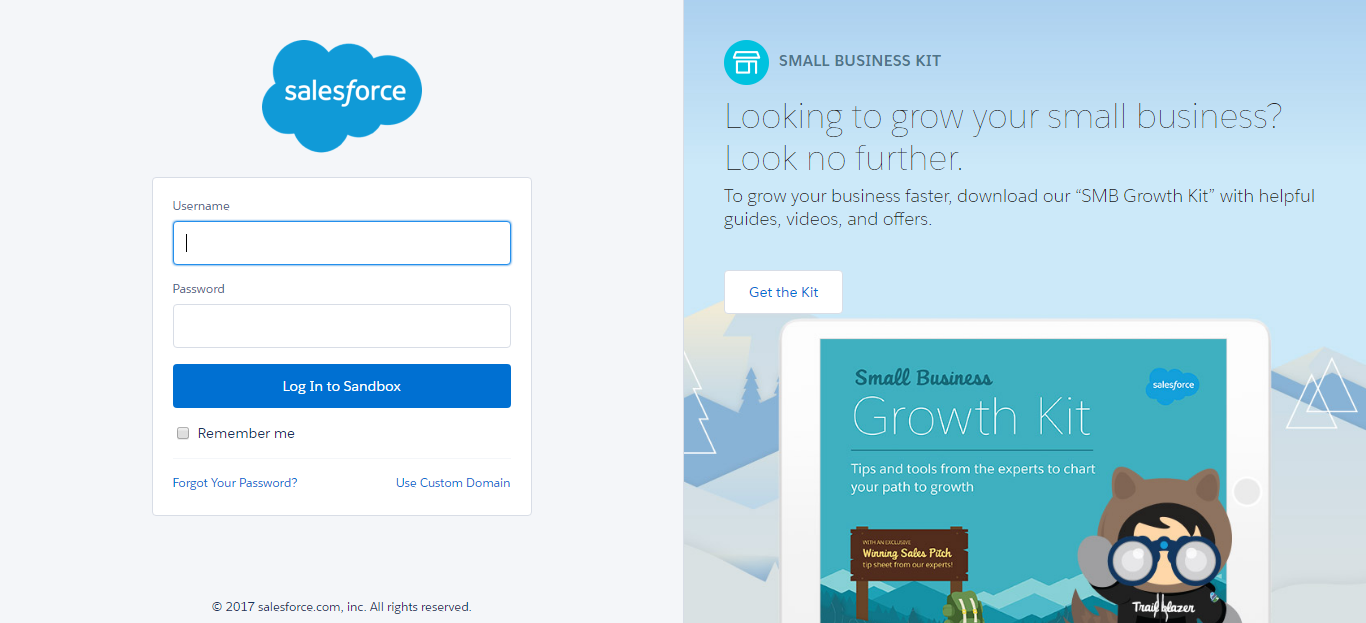 salesforce
Username
Password
Log In to Sandbox
Remember me
Forgot Your Password?
Use Custom Domain
© 2017 salesforce.com, inc. All rights reserved.
SMALL BUSINESS KIT
Looking to grow your small business?
Look no further.
To grow your business faster, download our “SMB Growth Kit” with helpful
guides, videos, and offers.
Get the Kit
Small Business
Growth Kit
salesforce
Tips and tools from the experts to chart
your path to growth
WITH AN EXCLUSIVE
Winning Sales Pitch
tip sheet from our experts!
Trailblazer